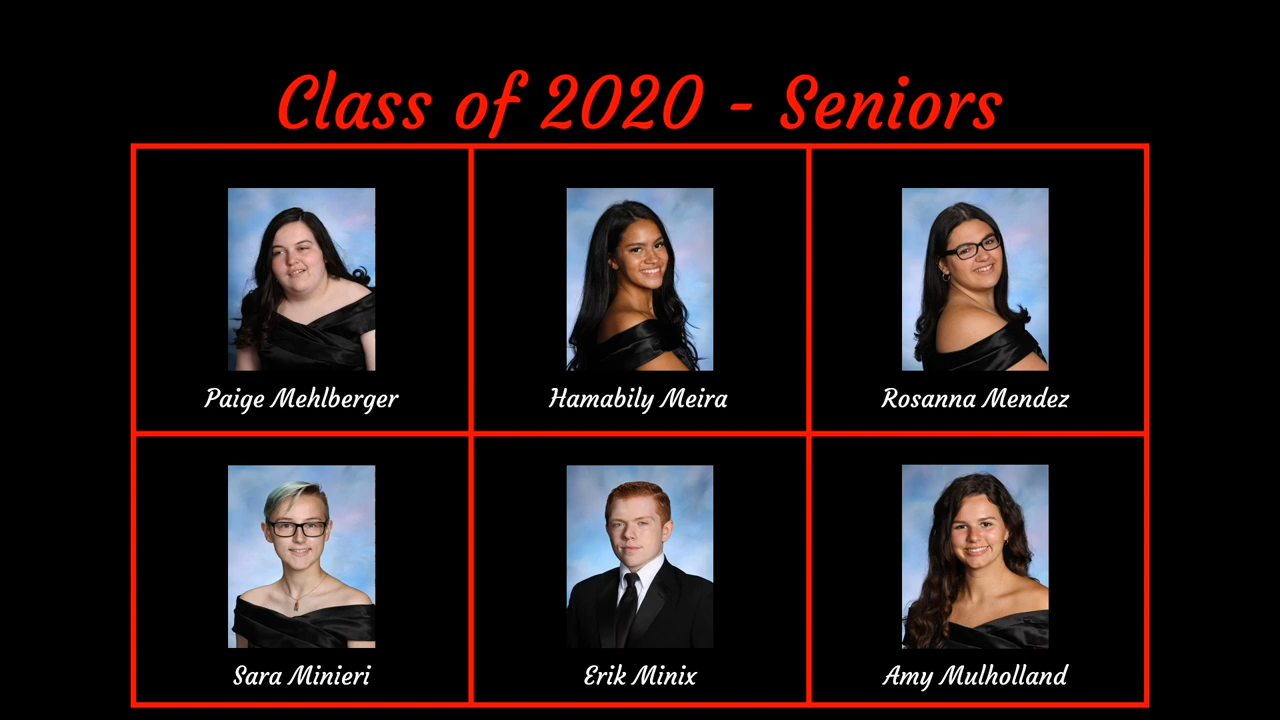 Class of 2020 - Seniors
Paige Mehlberger
Hamabily Meira
Rosanna Mendez
Sara Minieri
Erik Minix
Amy Mulholland